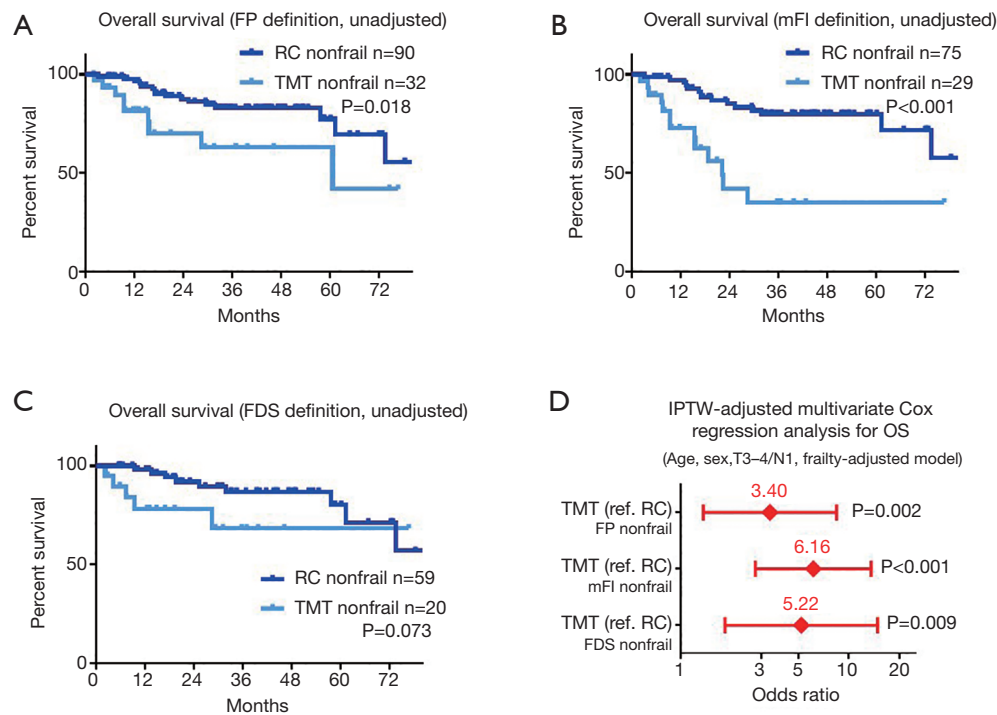 A
Overall survival (FP definition, unadjusted)
RC nonfrail n=90
TMT nonfrail n=32
P=0.018
Percent survival
100
50
0
0 12 24 36 48 60 72
Months
B
Overall survival (mFI definition, unadjusted)
RC nonfrail n=75
TMT nonfrail n=29
P<0.001
Percent survival
100
50
0
0 12 24 36 48 60 72
Months
C
Overall survival (FDS definition, unadjusted)
RC nonfrail n=59
TMT nonfrail n=20
P=0.073
Percent survival
100
50
0
0 12 24 36 48 60 72
Months
D
IPTW-adjusted multivariate Cox
regression analysis for OS
(Age, sex,T3–4/N1, frailty-adjusted model)
TMT (ref. RC)
FP nonfrail
3.40
P=0.002
TMT (ref. RC)
mFI nonfrail
6.16
P<0.001
TMT (ref. RC)
FDS nonfrail
5.22
P=0.009
1 3 5 10 20
Odds ratio